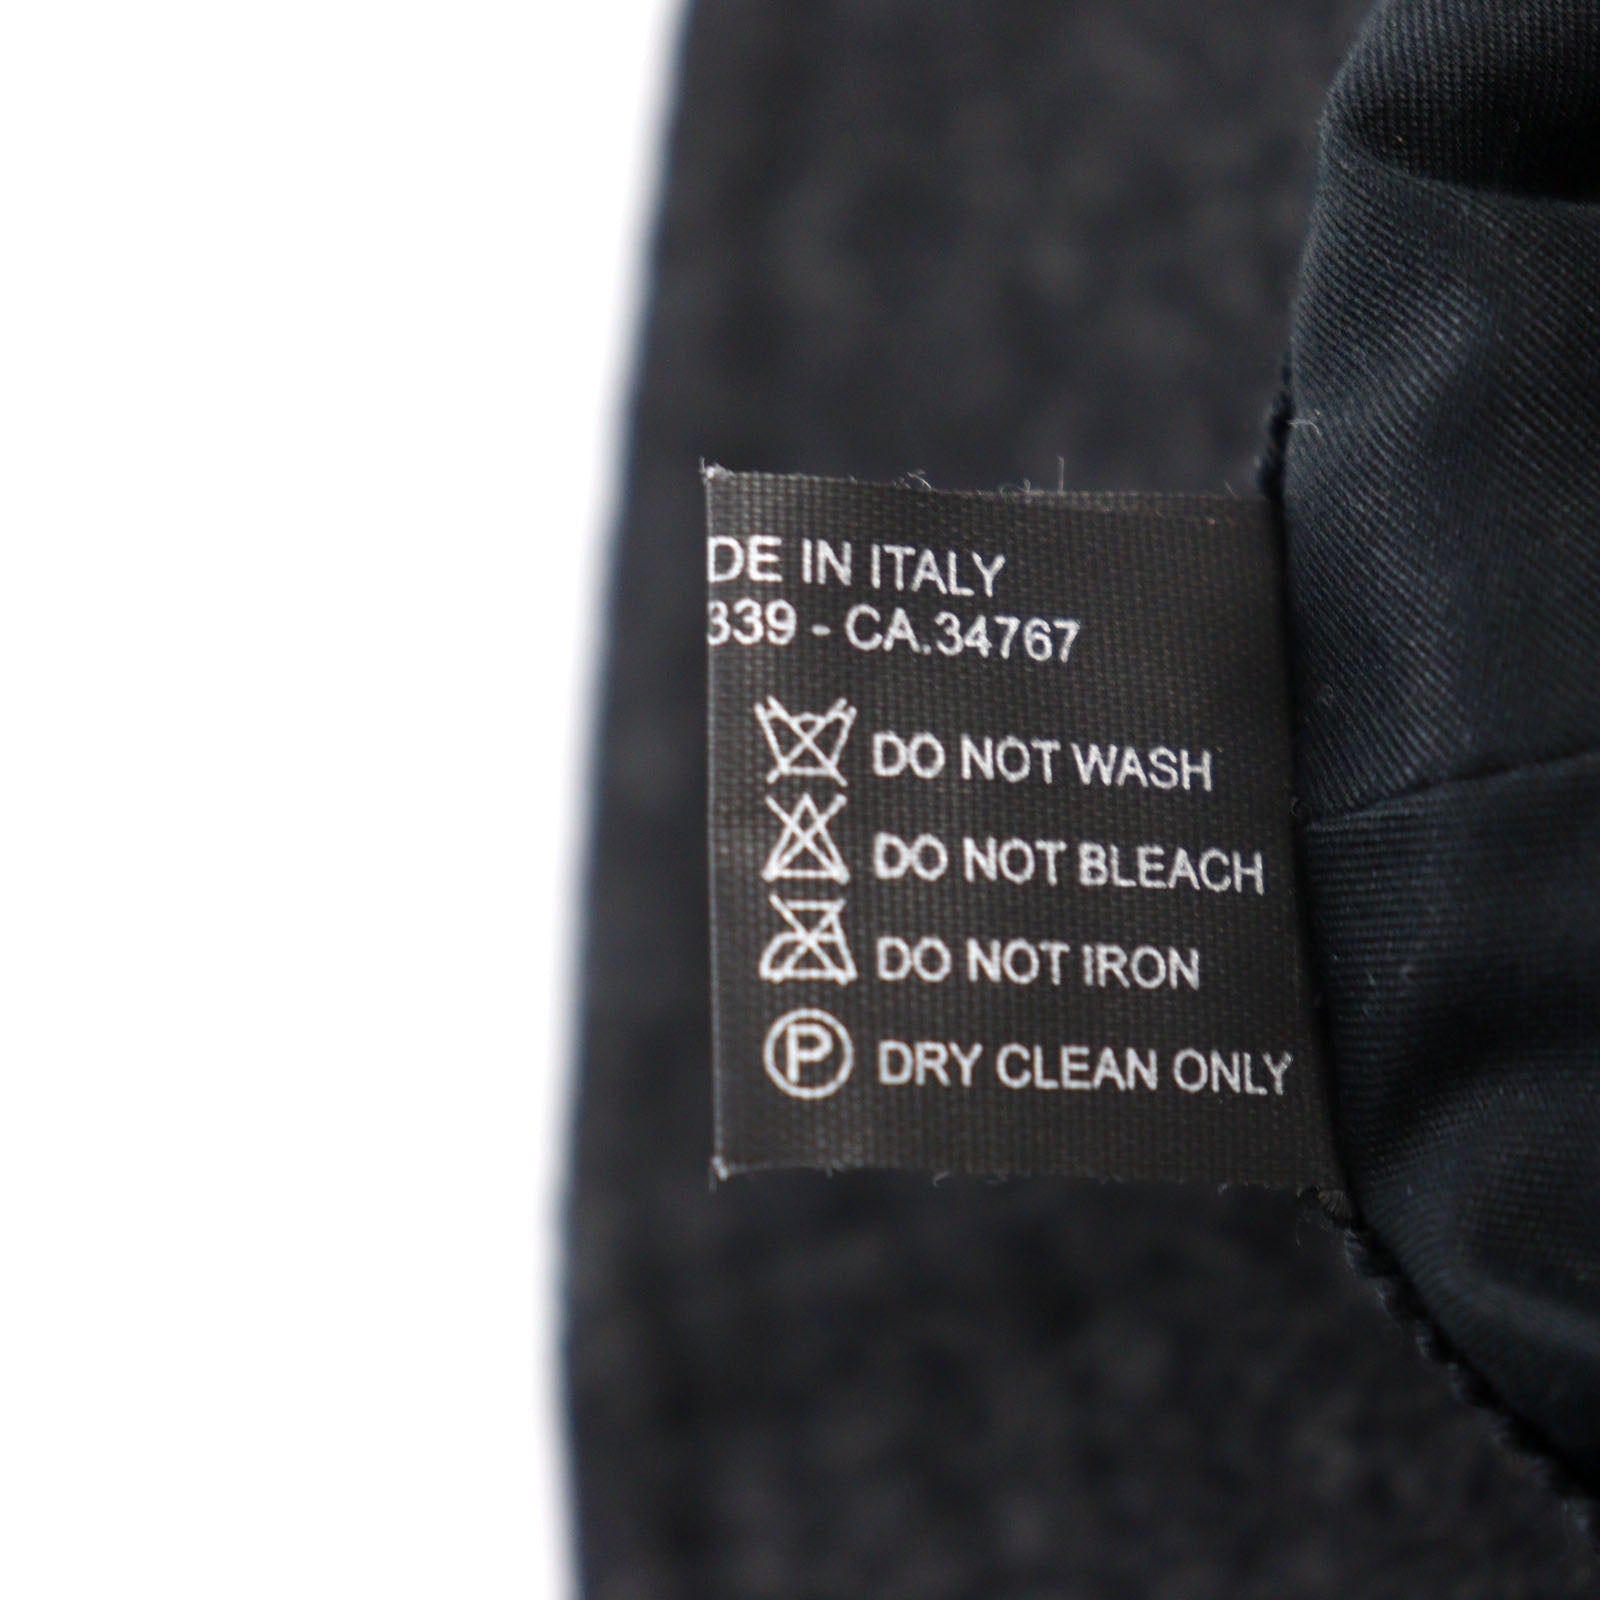 DE IN ITALY
339 - CA.34767
DO NOT WASH
DO NOT BLEACH
DO NOT IRON
P DRY CLEAN ONLY